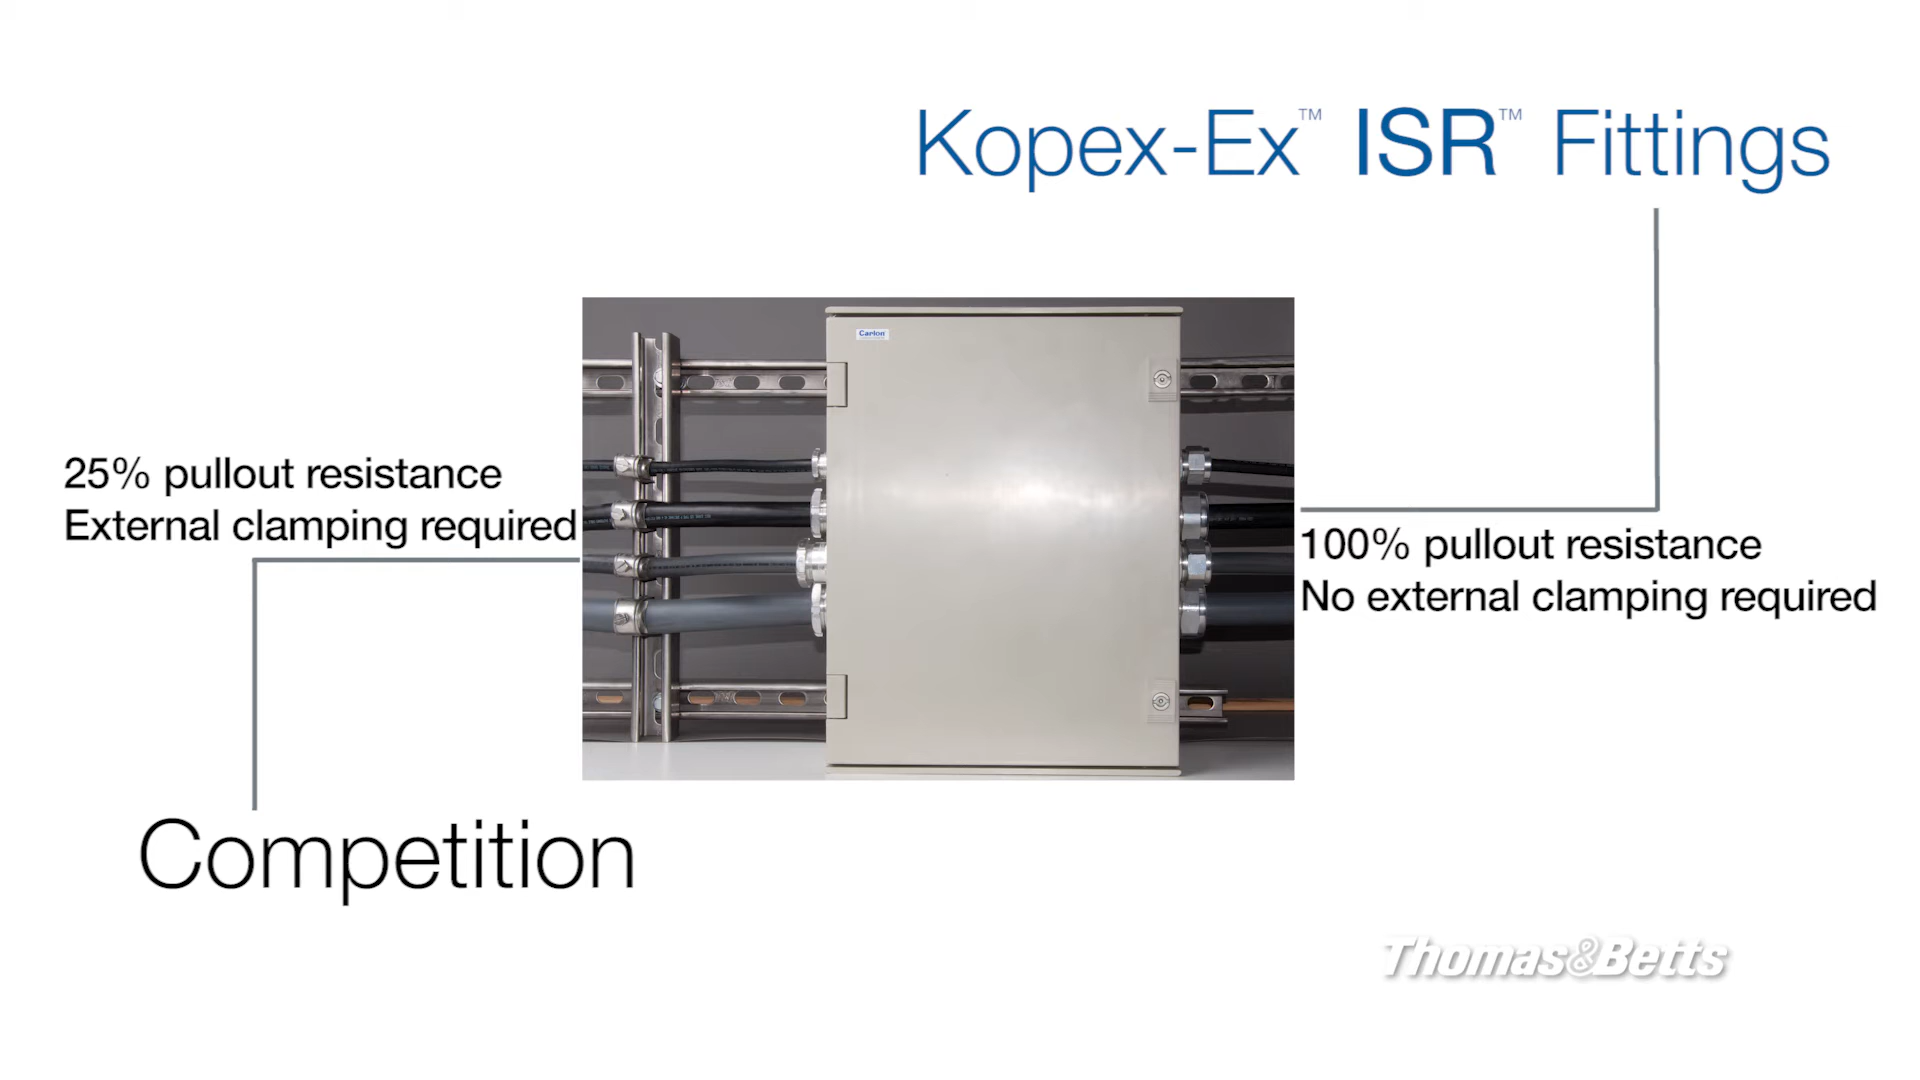 Kopex-Ex™ ISR™ Fittings
Carlon
25% pullout resistance
External clamping required
100% pullout resistance
No external clamping required
Competition
Thomas&Betts